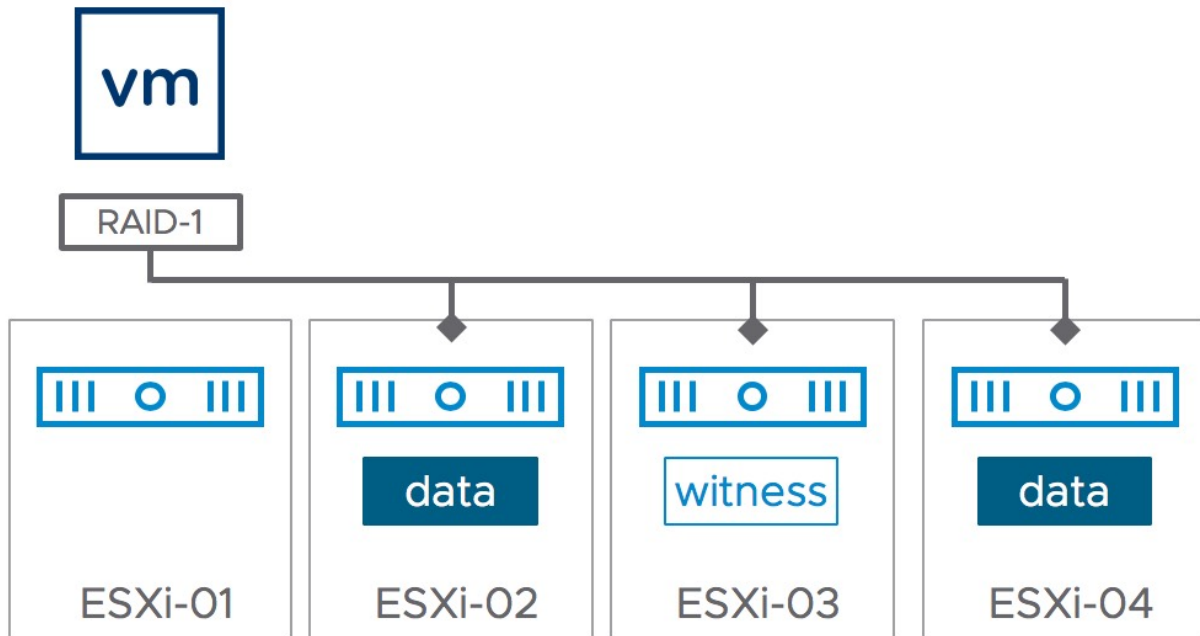 vm
RAID-1
data
witness
data
ESXi-01
ESXi-02
ESXi-03
ESXi-04